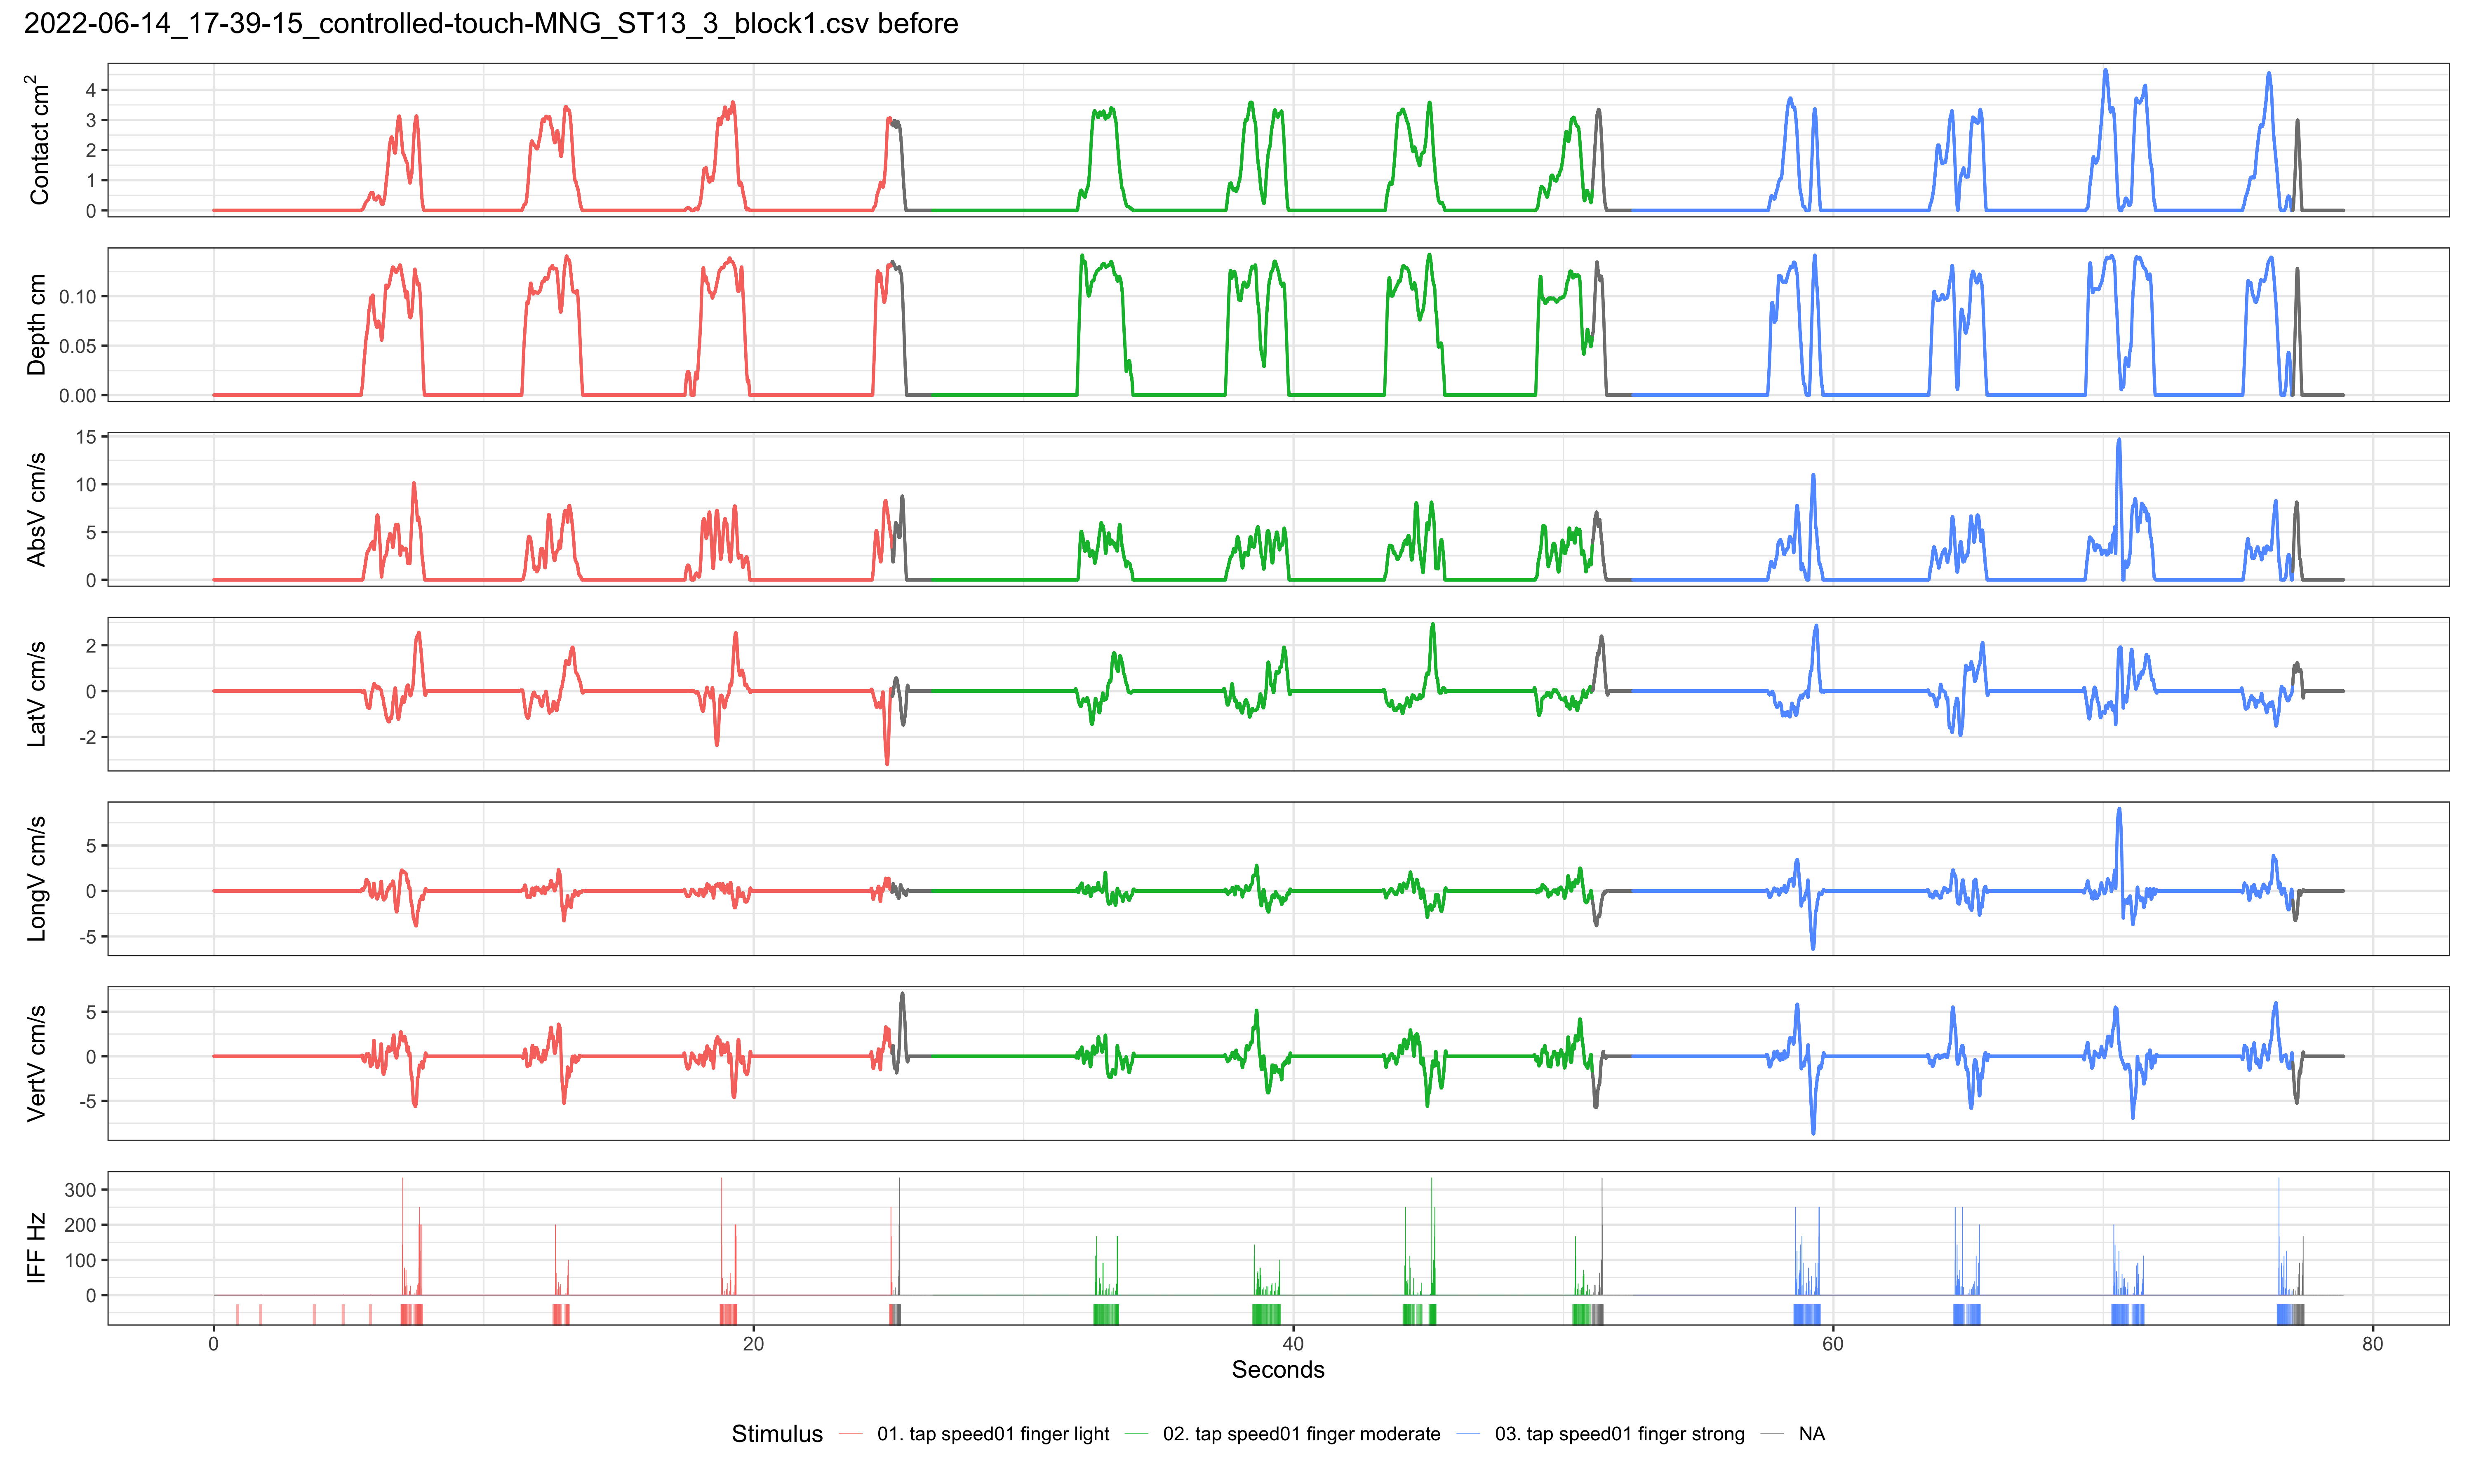 2022-06-14_17-39-15_controlled-touch-MNG_ST13_3_block1.csv before
Contact cm²
4
3
2
1
0
Depth cm
0.10
0.05
0.00
AbsV cm/s
15
10
5
0
LatV cm/s
2
0
-2
LongV cm/s
5
0
-5
VertV cm/s
5
0
-5
IFF Hz
300
200
100
0
0 20 40 60 80
Seconds
Stimulus 01. tap speed01 finger light 02. tap speed01 finger moderate 03. tap speed01 finger strong NA